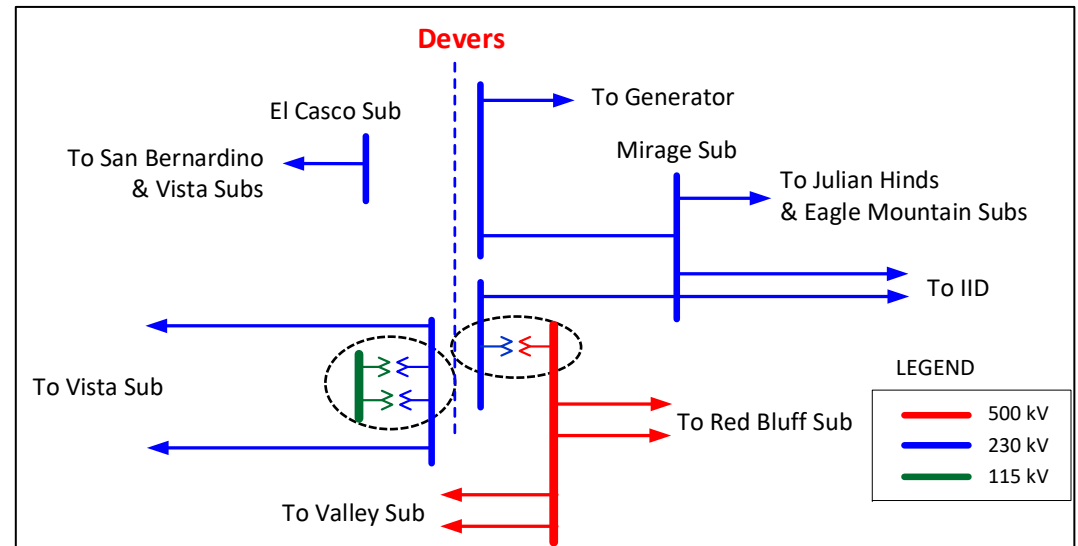 Devers
To Generator
El Casco Sub
To San Bernardino
& Vista Subs
Mirage Sub
To Julian Hinds
& Eagle Mountain Subs
To IID
To Vista Sub
LEGEND
500 kV
230 kV
115 kV
To Red Bluff Sub
To Valley Sub